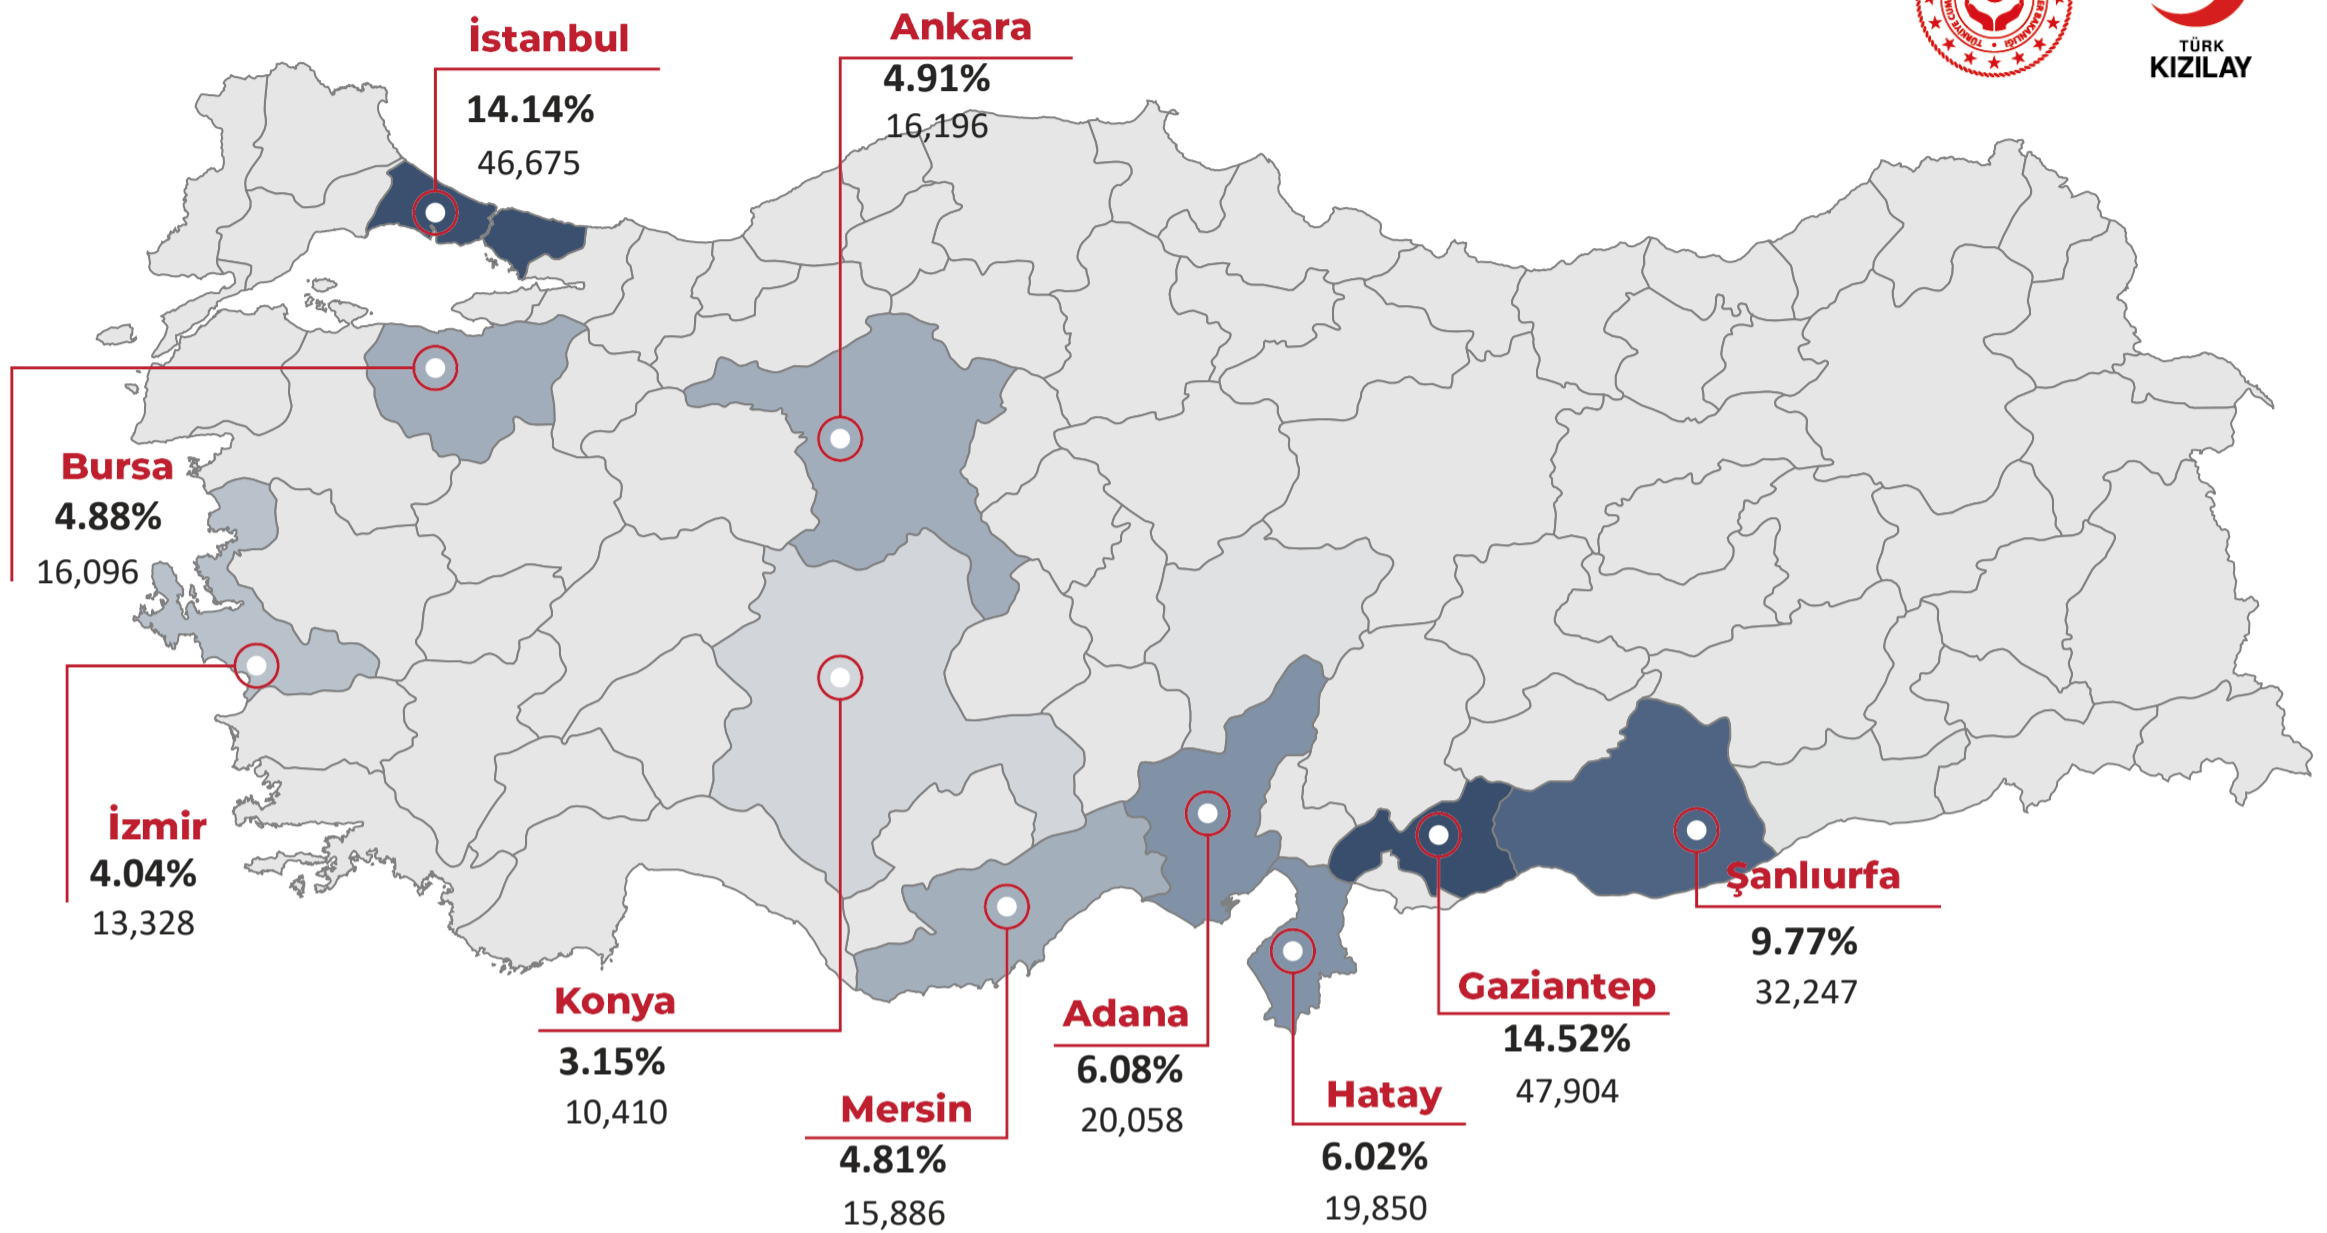 İstanbul
14.14%
46,675
Ankara
4.91%
16,196
TÜRK
KIZILAY
Bursa
4.88%
16,096
İzmir
4.04%
13,328
Konya
3.15%
10,410
Mersin
4.81%
15,886
Adana
6.08%
20,058
Hatay
6.02%
19,850
Gaziantep
14.52%
47,904
Şanlıurfa
9.77%
32,247